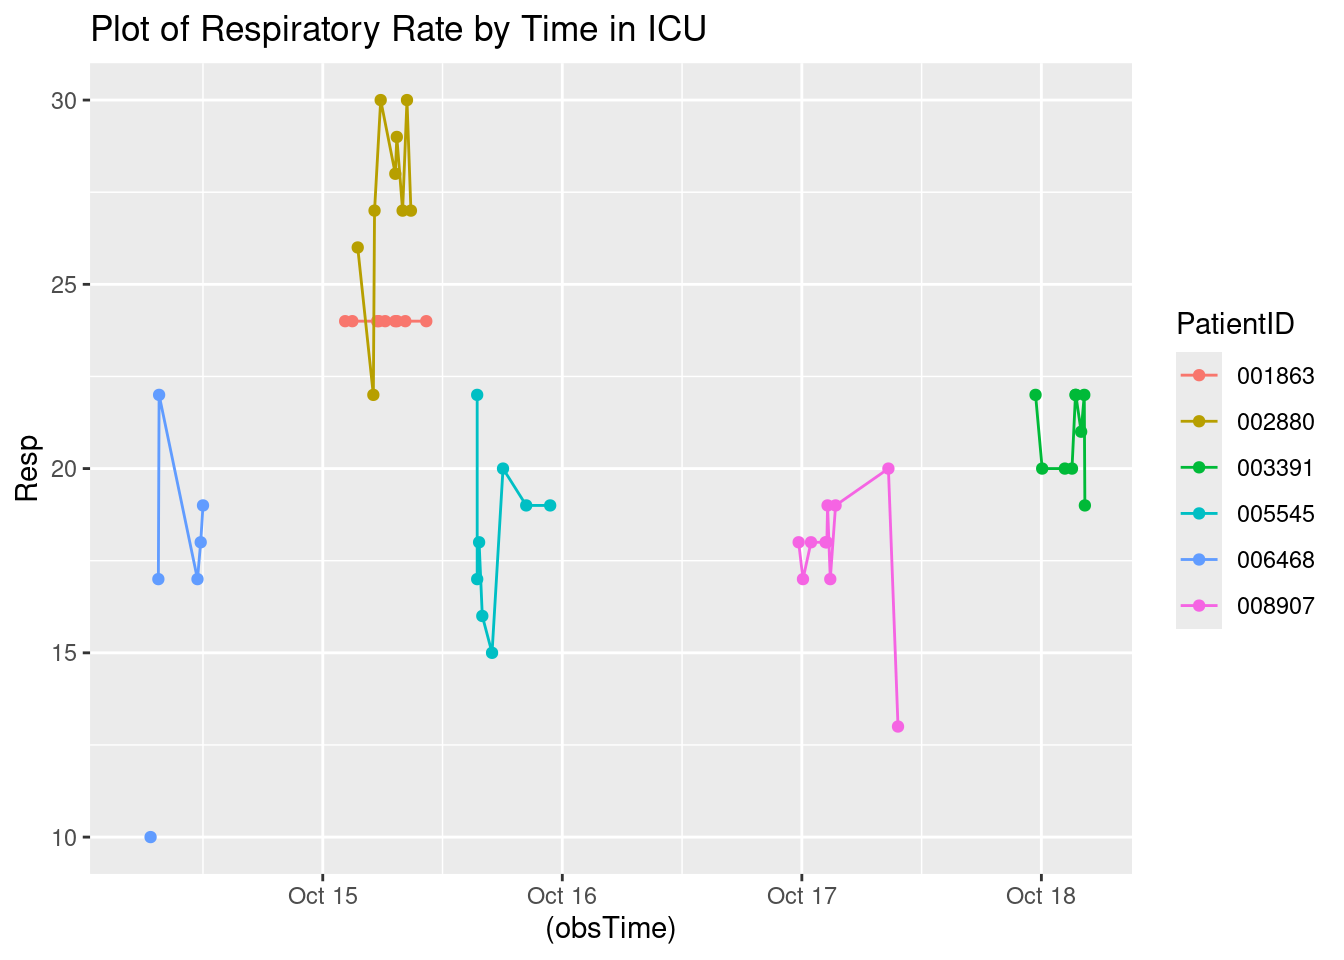 Plot of Respiratory Rate by Time in ICU
30
25
20
15
10
Resp
Oct 15
Oct 16
Oct 17
Oct 18
(obsTime)
PatientID
001863
002880
003391
005545
006468
008907